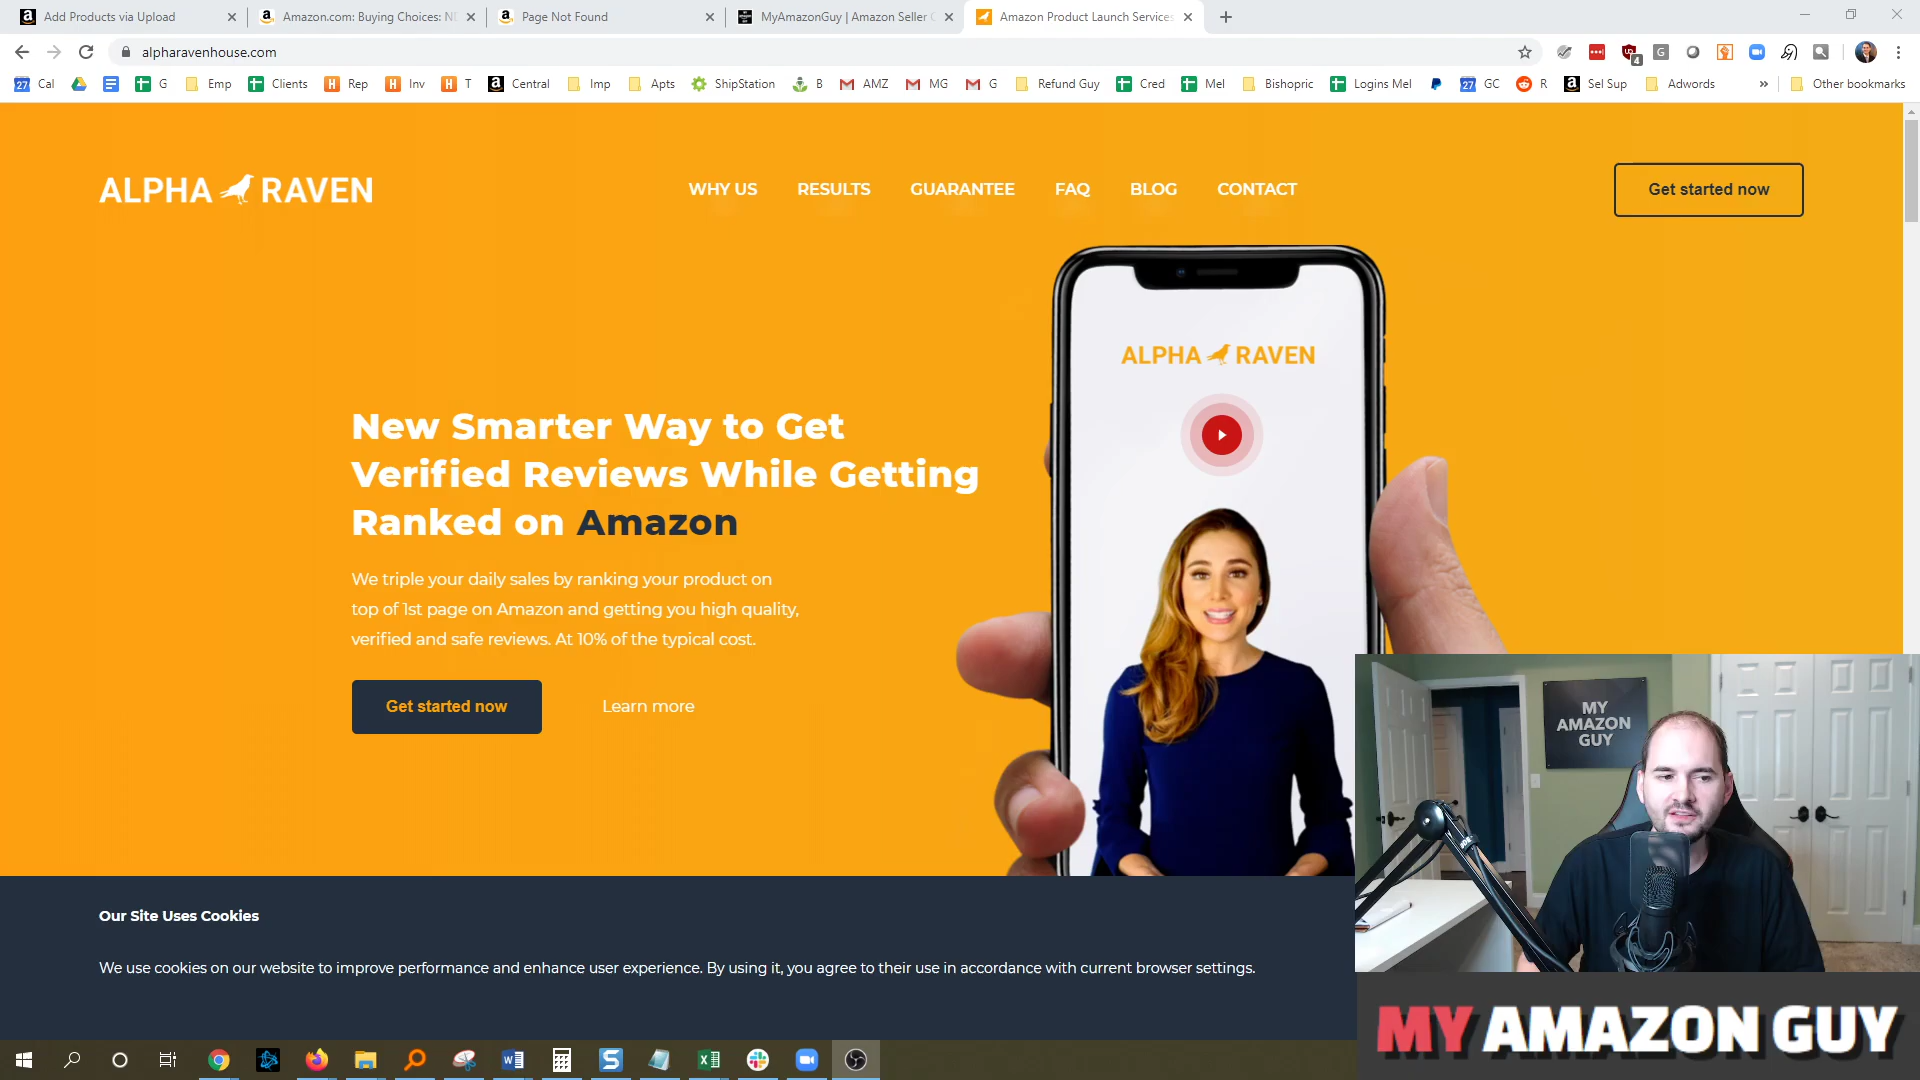 Add Products via Upload
Amazon.com: Buying Choices: N
Page Not Found
MyAmazonGuy | Amazon Seller C
Amazon Product Launch Services
alpharavenhouse.com
4
27 Cal G Emp Clients H Rep H Inv H T Central Imp Apts ShipStation B AMZ MG G Refund Guy Cred Mel Bishopric Logins Mel 27 GC R Sel Sup Adwords » Other bookmarks
ALPHA RAVEN
WHY US RESULTS GUARANTEE FAQ BLOG CONTACT
Get started now
ALPHA RAVEN
New Smarter Way to Get
Verified Reviews While Getting
Ranked on Amazon
We triple your daily sales by ranking your product on
top of 1st page on Amazon and getting you high quality,
verified and safe reviews. At 10% of the typical cost.
Get started now
Learn more
MY
AMAZON
GUY
Our Site Uses Cookies
We use cookies on our website to improve performance and enhance user experience. By using it, you agree to their use in accordance with current browser settings.
MY AMAZON GUY